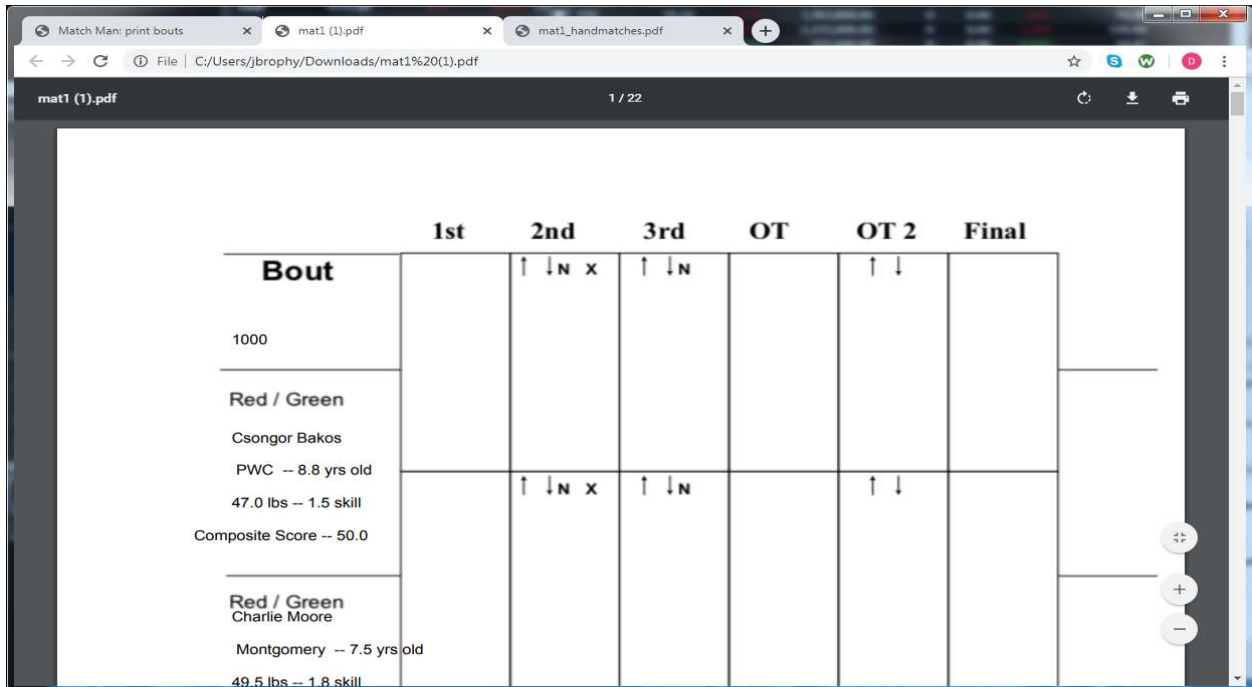 Match Man: print bouts
mat1 (1).pdf
mat1_handmatches.pdf
File | C:/Users/jbrophy/Downloads/mat1%20(1).pdf
S W D
mat1 (1).pdf
1 / 22
1st 2nd 3rd OT OT 2 Final
Bout ↑ ↓N X ↑ ↓N ↑ ↓
1000
Red / Green
Csongor Bakos
PWC -- 8.8 yrs old
↑ ↓N X ↑ ↓N ↑ ↓
47.0 lbs -- 1.5 skill
Composite Score -- 50.0
Red / Green
Charlie Moore
Montgomery -- 7.5 yrs old
49.5 lbs -- 1.8 skill